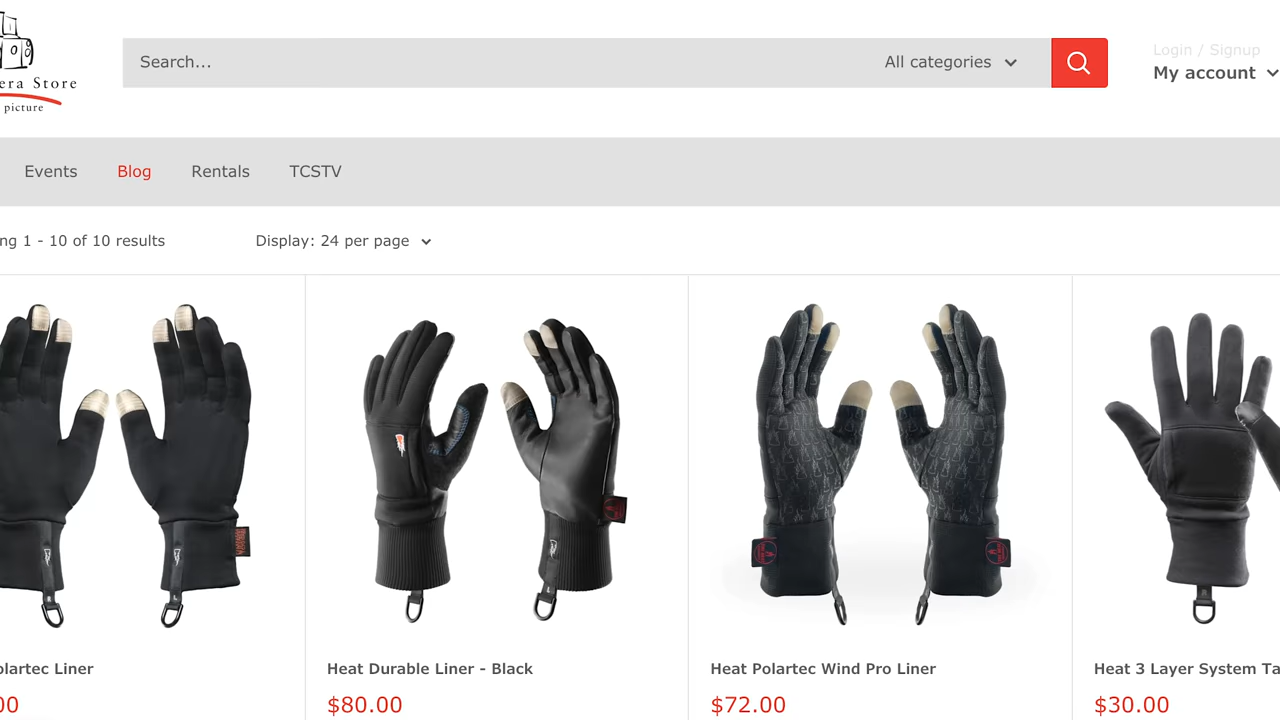 era Store
picture
Search...
All categories
Login / Signup
My account
Events
Blog
Rentals
TCSTV
ng 1 - 10 of 10 results
Display: 24 per page
olartec Liner
Heat Durable Liner - Black
Heat Polartec Wind Pro Liner
Heat 3 Layer System Ta
00
$80.00
$72.00
$30.00